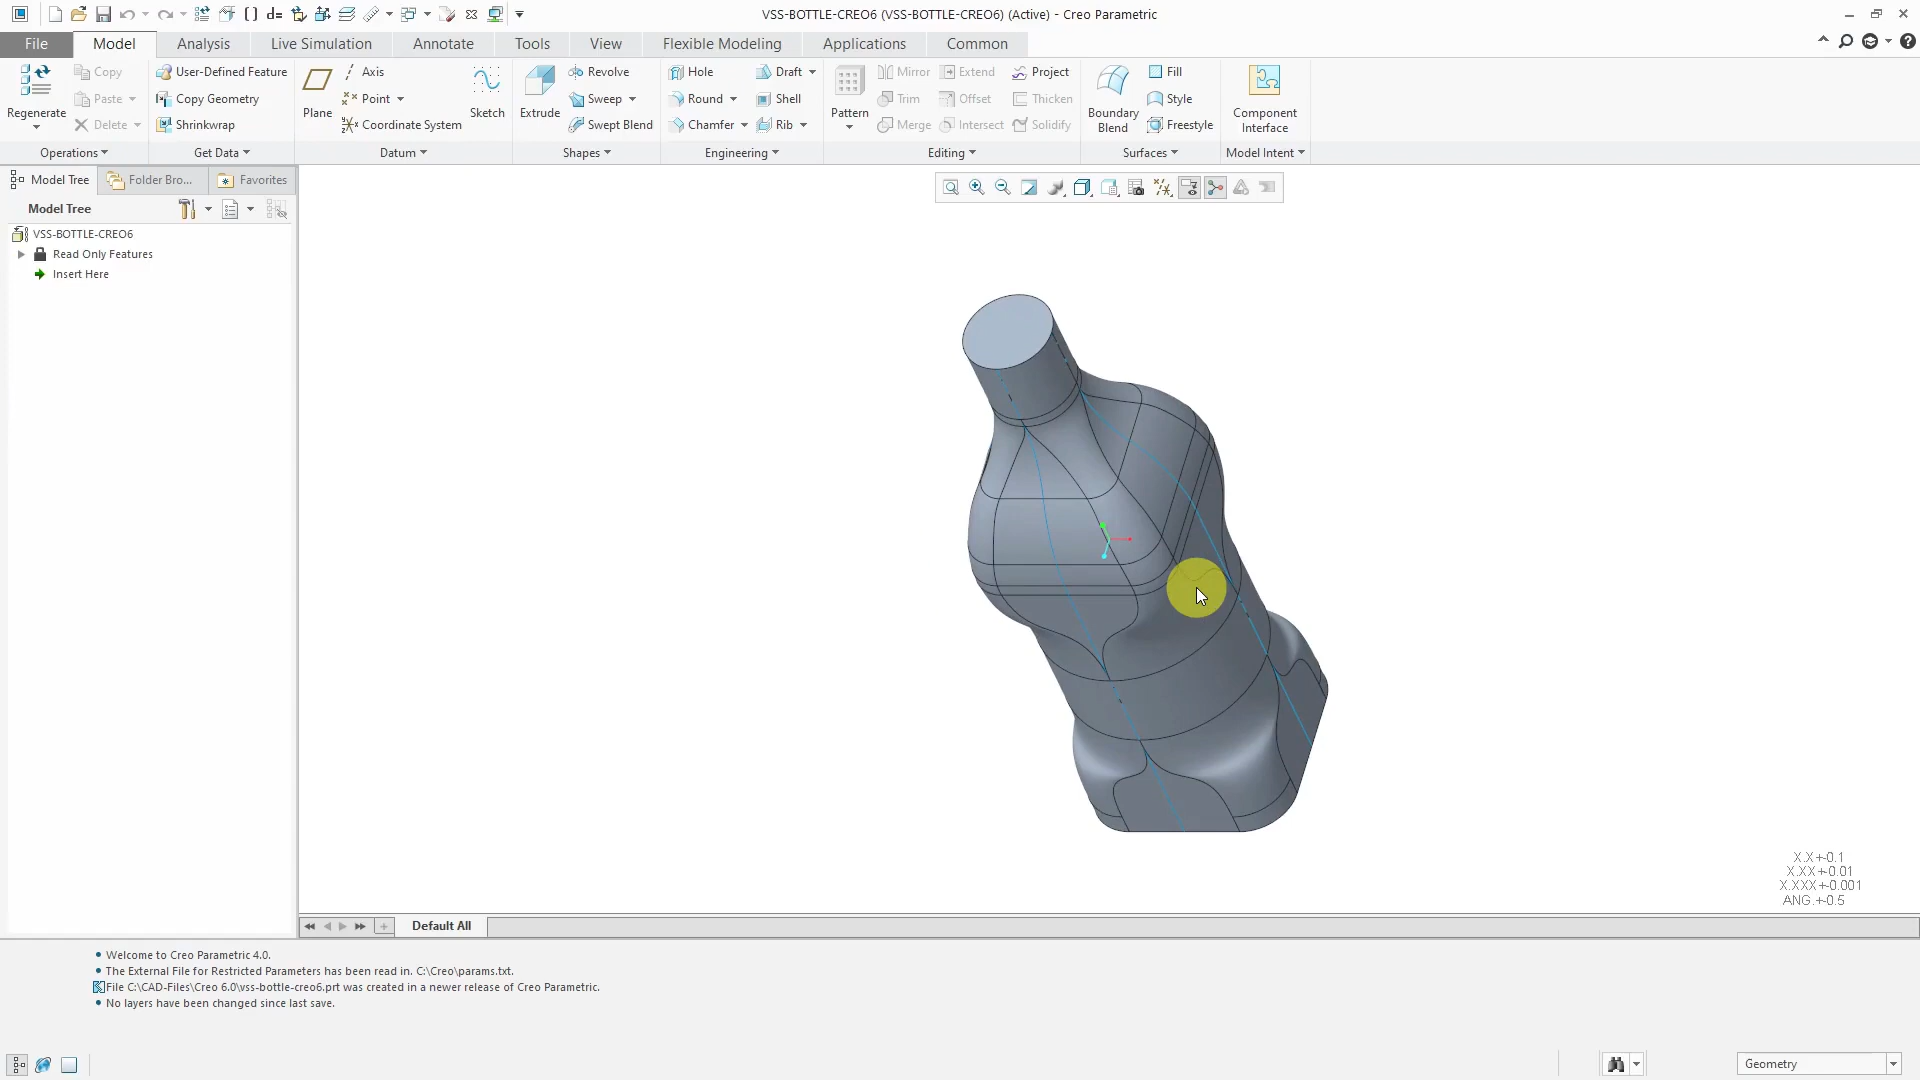 VSS-BOTTLE-CREO6 (VSS-BOTTLE-CREO6) (Active) - Creo Parametric
File Model Analysis Live Simulation Annotate Tools View Flexible Modeling Applications Common
Regenerate
Copy
Paste
Delete
Operations
User-Defined Feature
Copy Geometry
Shrinkwrap
Get Data
Plane
Axis
Point
Coordinate System
Sketch
Datum
Extrude
Revolve
Sweep
Swept Blend
Shapes
Hole
Round
Chamfer
Draft
Shell
Rib
Engineering
Pattern
Mirror
Trim
Merge
Extend
Offset
Intersect
Project
Thicken
Solidify
Editing
Boundary
Blend
Fill
Style
Freestyle
Surfaces
Component
Interface
Model Intent
Model Tree Folder Bro... Favorites
Model Tree
VSS-BOTTLE-CREO6
Read Only Features
Insert Here
X.X+-0.1
X.XX+-0.01
X.XXX+-0.001
ANG.+-0.5
Default All
Welcome to Creo Parametric 4.0.
The External File for Restricted Parameters has been read in. C:\Creo\params.txt.
File C:\CAD-Files\Creo 6.0\vss-bottle-creo6.prt was created in a newer release of Creo Parametric.
No layers have been changed since last save.
Geometry